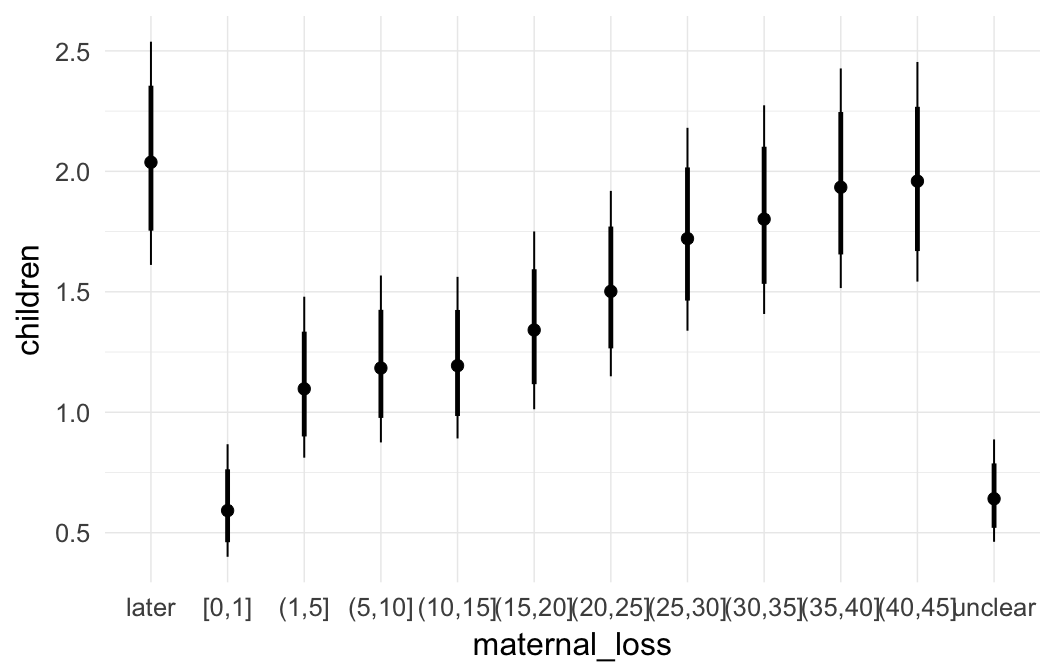 children
2.5
2.0
1.5
1.0
0.5
later [0,1] (1,5] (5,10] (10,15] (15,20] (20,25] (25,30] (30,35] (35,40] (40,45] unclear
maternal_loss